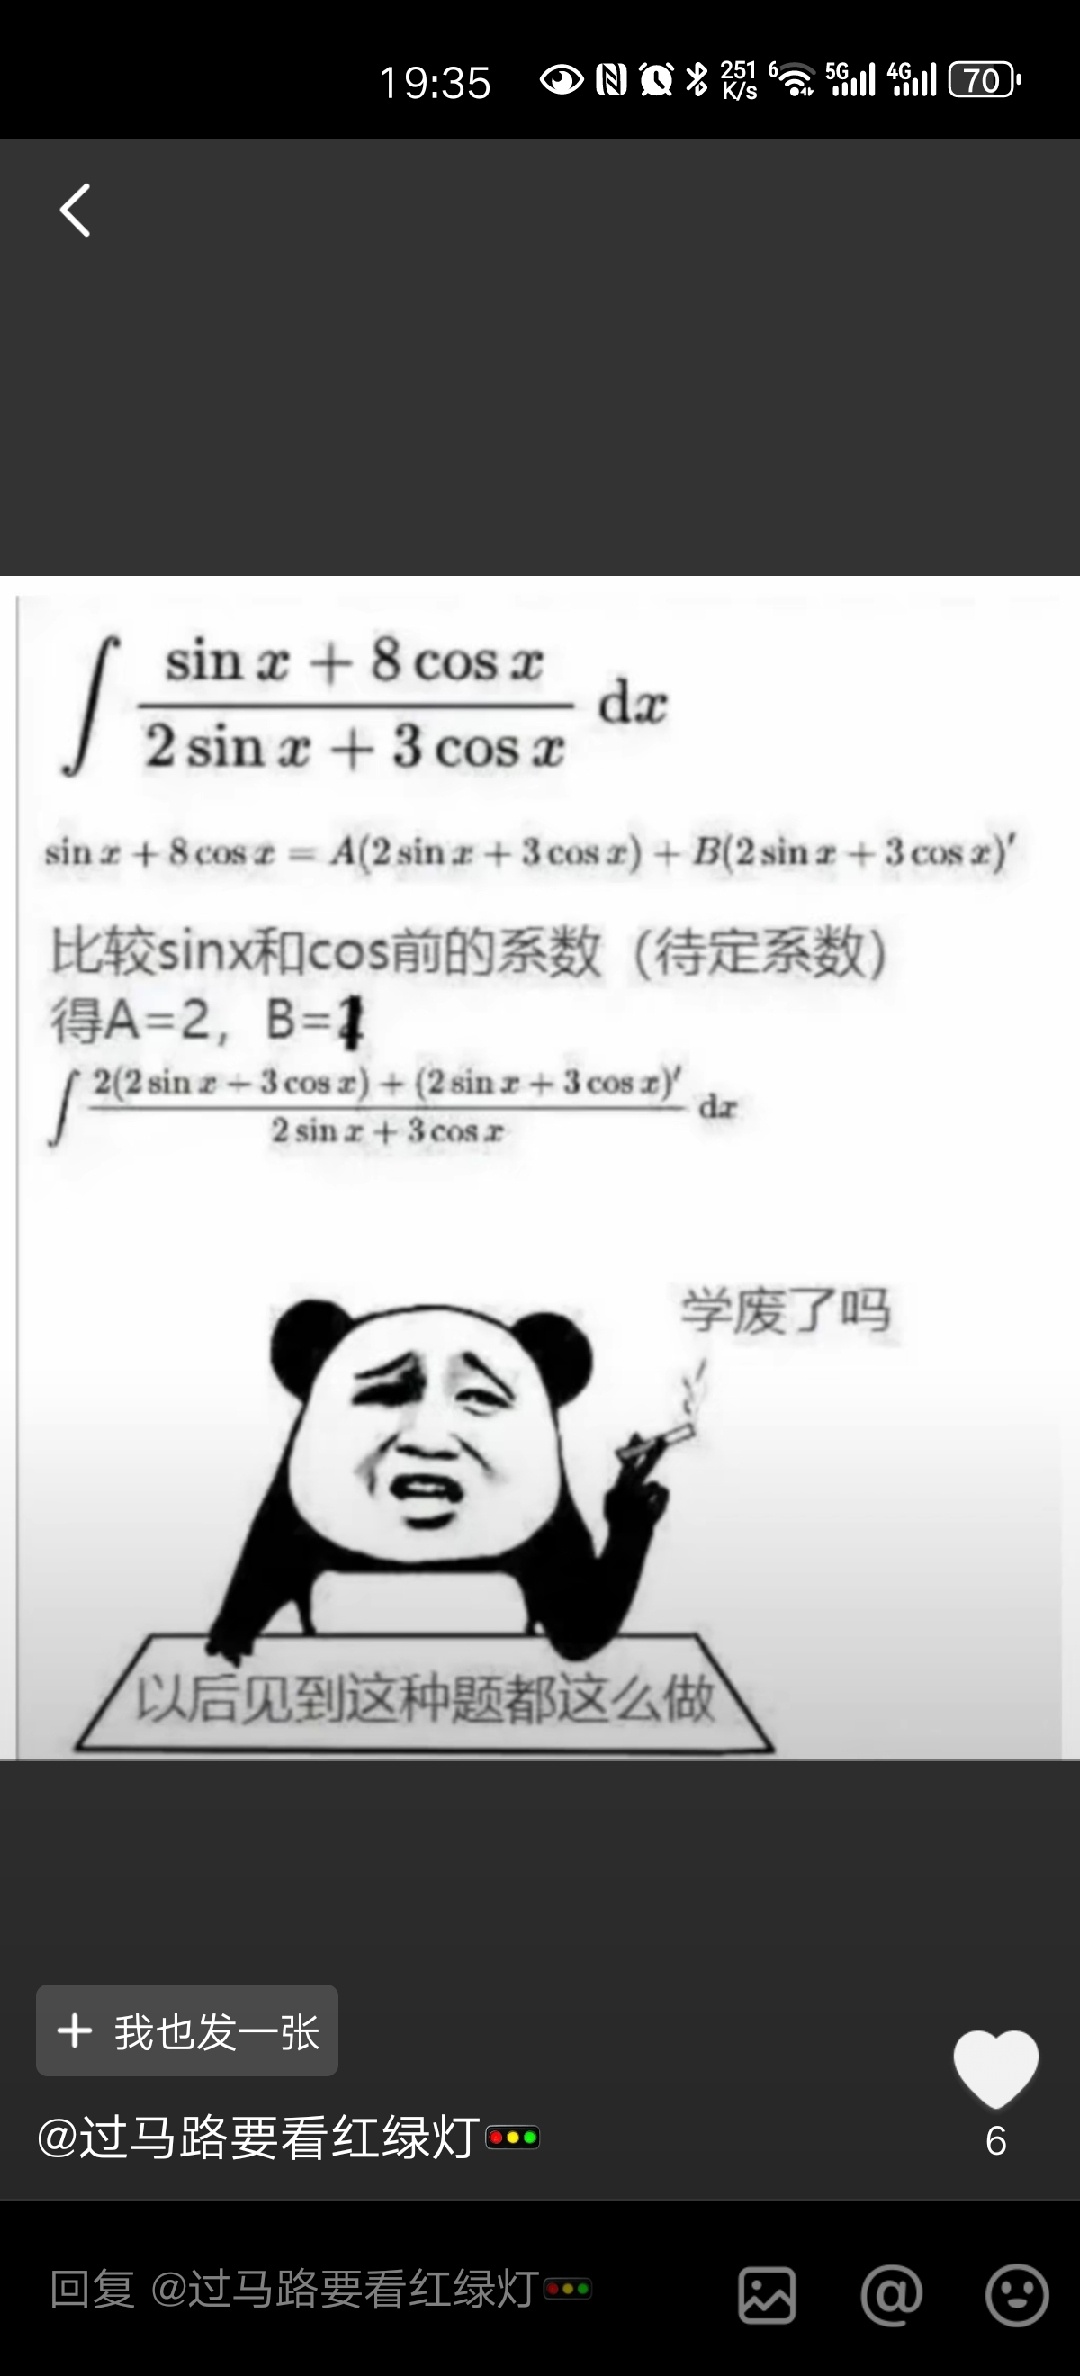 19:35 251 K/s 6 5G 4G 70
∫ (sin x + 8 cos x)/(2 sin x + 3 cos x) dx
sin x + 8 cos x = A(2 sin x + 3 cos x) + B(2 sin x + 3 cos x)′
比较sinx和cos前的系数（待定系数）
得A=2，B=1
∫ (2(2 sin x + 3 cos x) + (2 sin x + 3 cos x)′)/(2 sin x + 3 cos x) dx
学废了吗
以后见到这种题都这么做
+ 我也发一张
@过马路要看红绿灯🚥
6
回复 @过马路要看红绿灯🚥